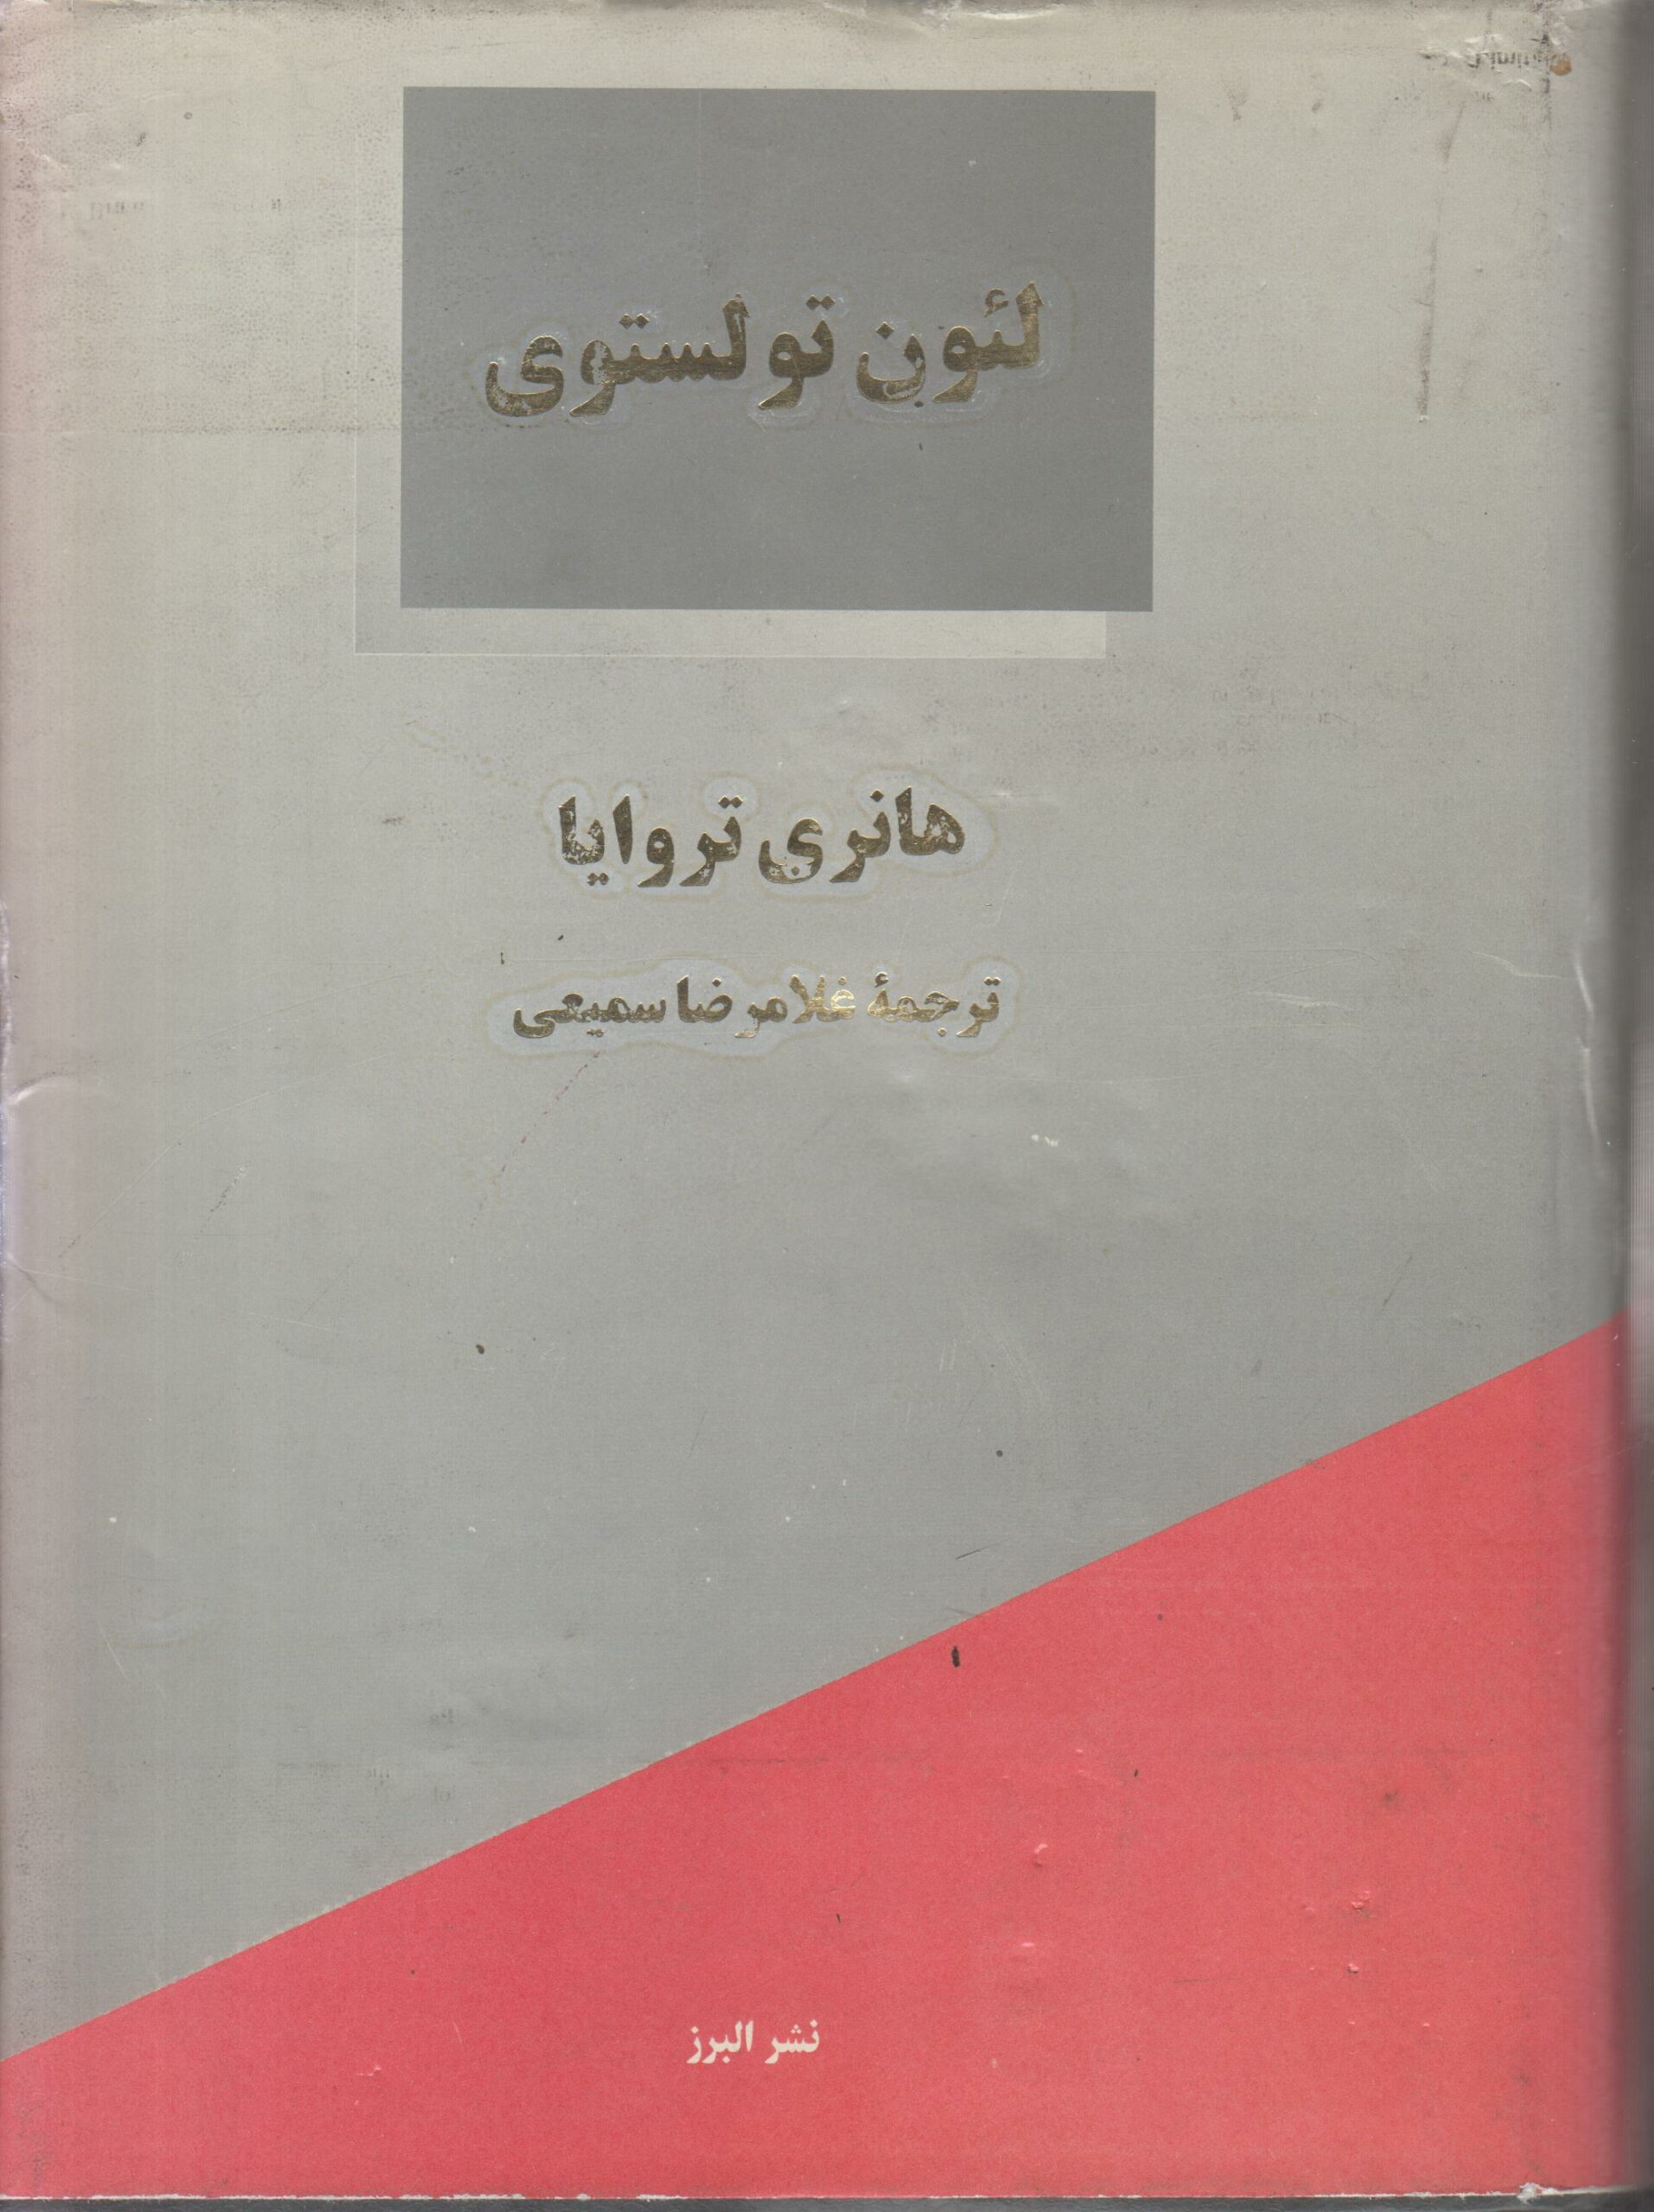 لئون تولستوی
هانری تروایا
ترجمهٔ غلامرضا سمیعی
نشر البرز